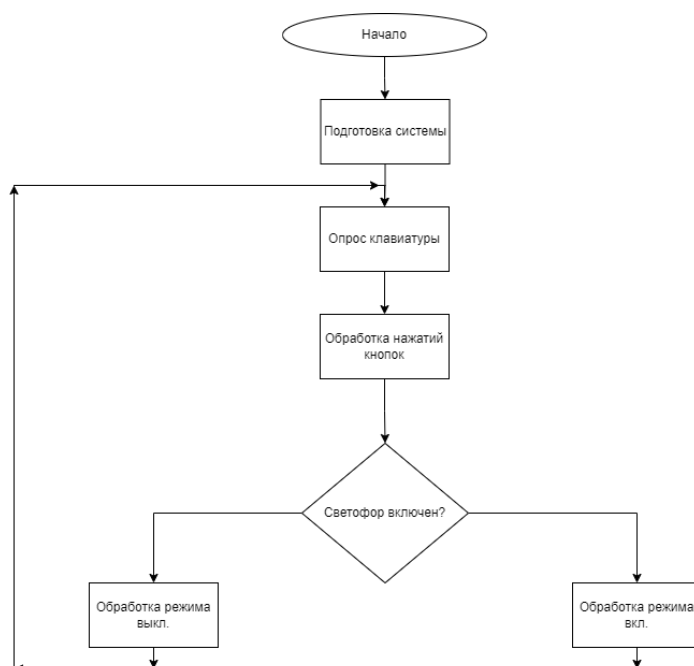 Начало
Подготовка системы
Опрос клавиатуры
Обработка нажатий
кнопок
Светофор включен?
Обработка режима
выкл.
Обработка режима
вкл.